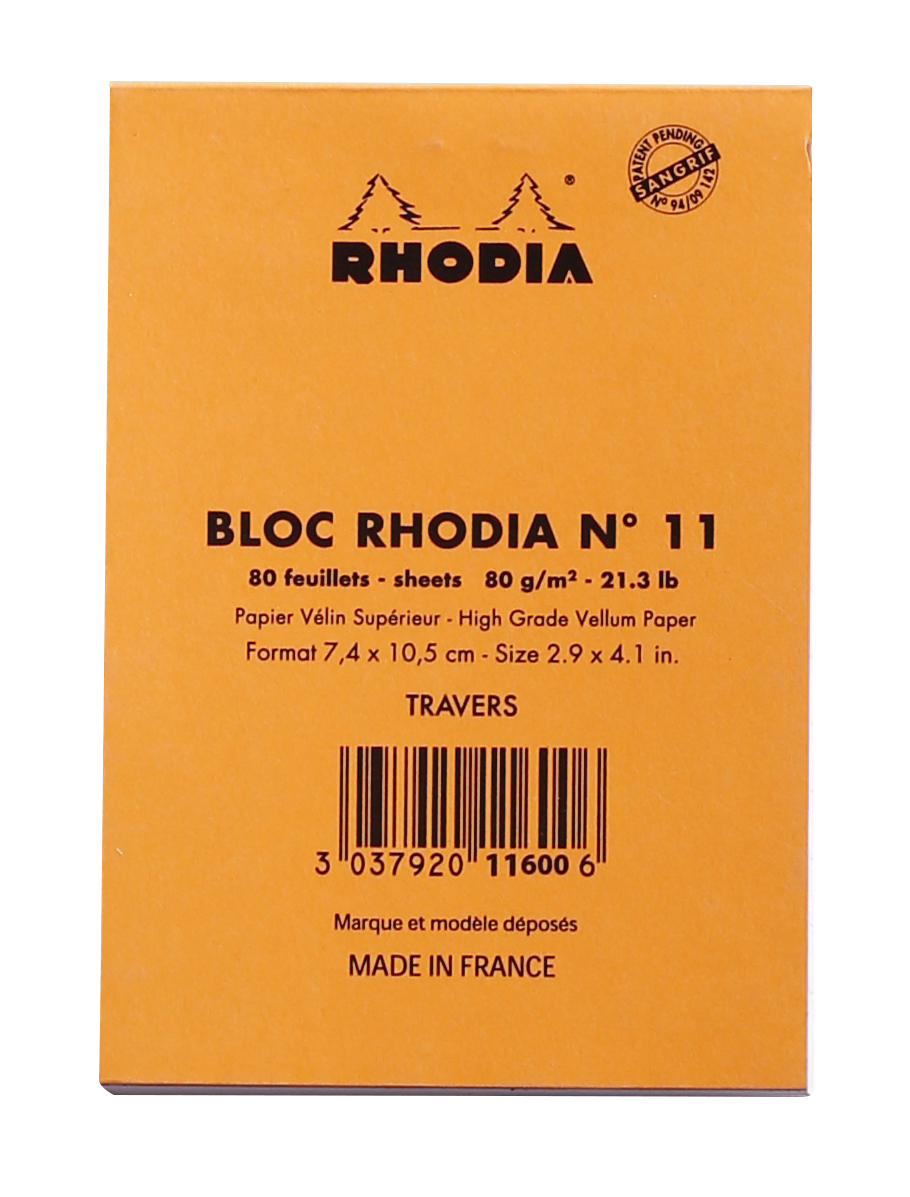 PATENT PENDING
SANGRIF
N° 94/09 142
®
RHODIA
BLOC RHODIA N° 11
80 feuillets - sheets 80 g/m² - 21.3 lb
Papier Vélin Supérieur - High Grade Vellum Paper
Format 7,4 x 10,5 cm - Size 2.9 x 4.1 in.
TRAVERS
3 037920 116006
Marque et modèle déposés
MADE IN FRANCE